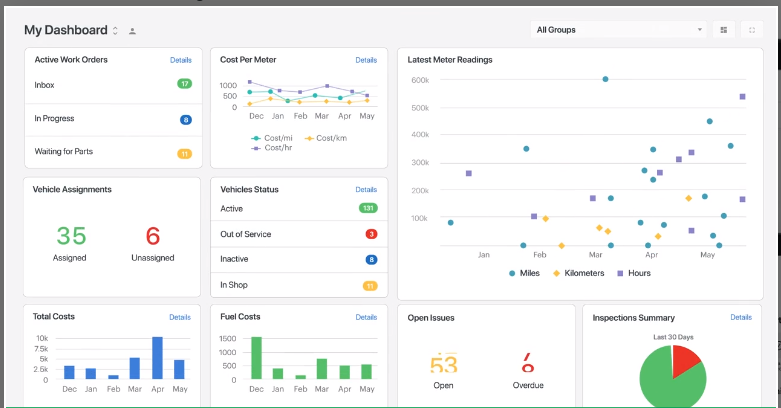 My Dashboard
All Groups
Active Work Orders Details
Inbox 17
In Progress 8
Waiting for Parts 11
Cost Per Meter Details
1000
500
0
Dec Jan Feb Mar Apr May
Cost/mi Cost/km
Cost/hr
Latest Meter Readings
600k
500k
400k
300k
200k
100k
Jan Feb Mar Apr May
Miles Kilometers Hours
Vehicle Assignments
35 6
Assigned Unassigned
Vehicles Status Details
Active 131
Out of Service 3
Inactive 8
In Shop 11
Total Costs Details
10k
7.5k
5k
2.5k
0
Dec Jan Feb Mar Apr May
Fuel Costs Details
1500
1000
500
0
Dec Jan Feb Mar Apr May
Open Issues
53 6
Open Overdue
Inspections Summary Details
Last 30 Days